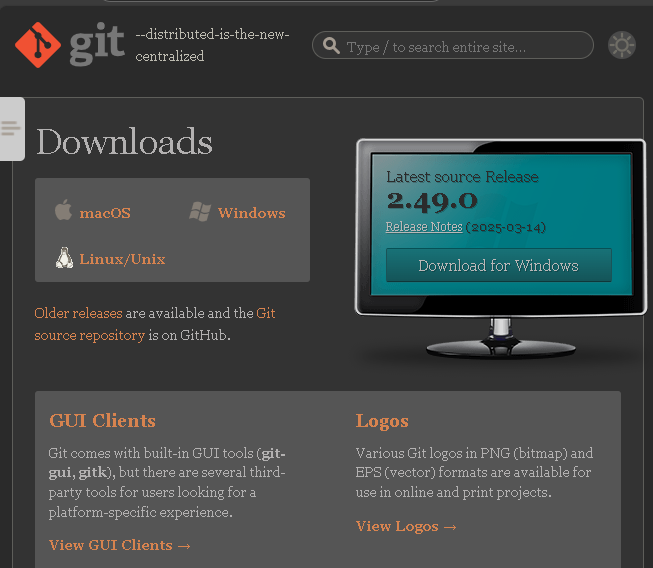 git --distributed-is-the-new-
centralized
Type / to search entire site...
Downloads
macOS
Windows
Linux/Unix
Older releases are available and the Git
source repository is on GitHub.
Latest source Release
2.49.0
Release Notes (2025-03-14)
Download for Windows
GUI Clients
Git comes with built-in GUI tools (git-
gui, gitk), but there are several third-
party tools for users looking for a
platform-specific experience.
View GUI Clients →
Logos
Various Git logos in PNG (bitmap) and
EPS (vector) formats are available for
use in online and print projects.
View Logos →